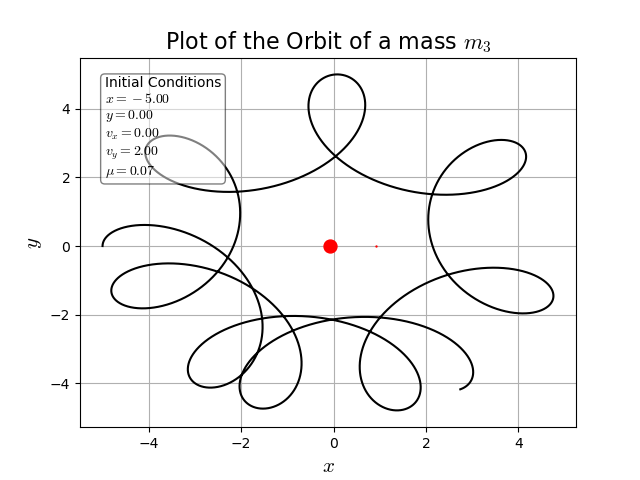 Plot of the Orbit of a mass m₃
Initial Conditions
x = −5.00
y = 0.00
vₓ = 0.00
v_y = 2.00
μ = 0.07
4
2
0
−2
−4
y
−4 −2 0 2 4
x